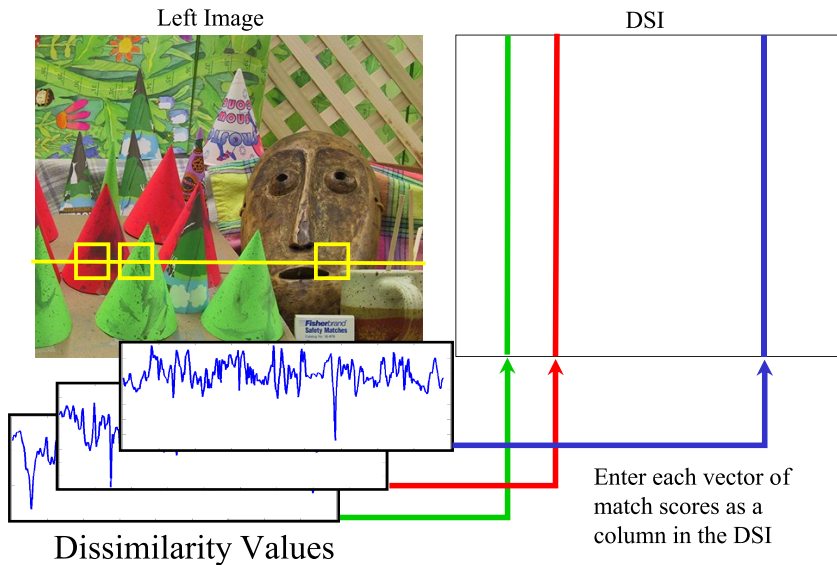 Left Image
DSI
Fisherbrand
Safety Matches
Enter each vector of
match scores as a
column in the DSI
Dissimilarity Values